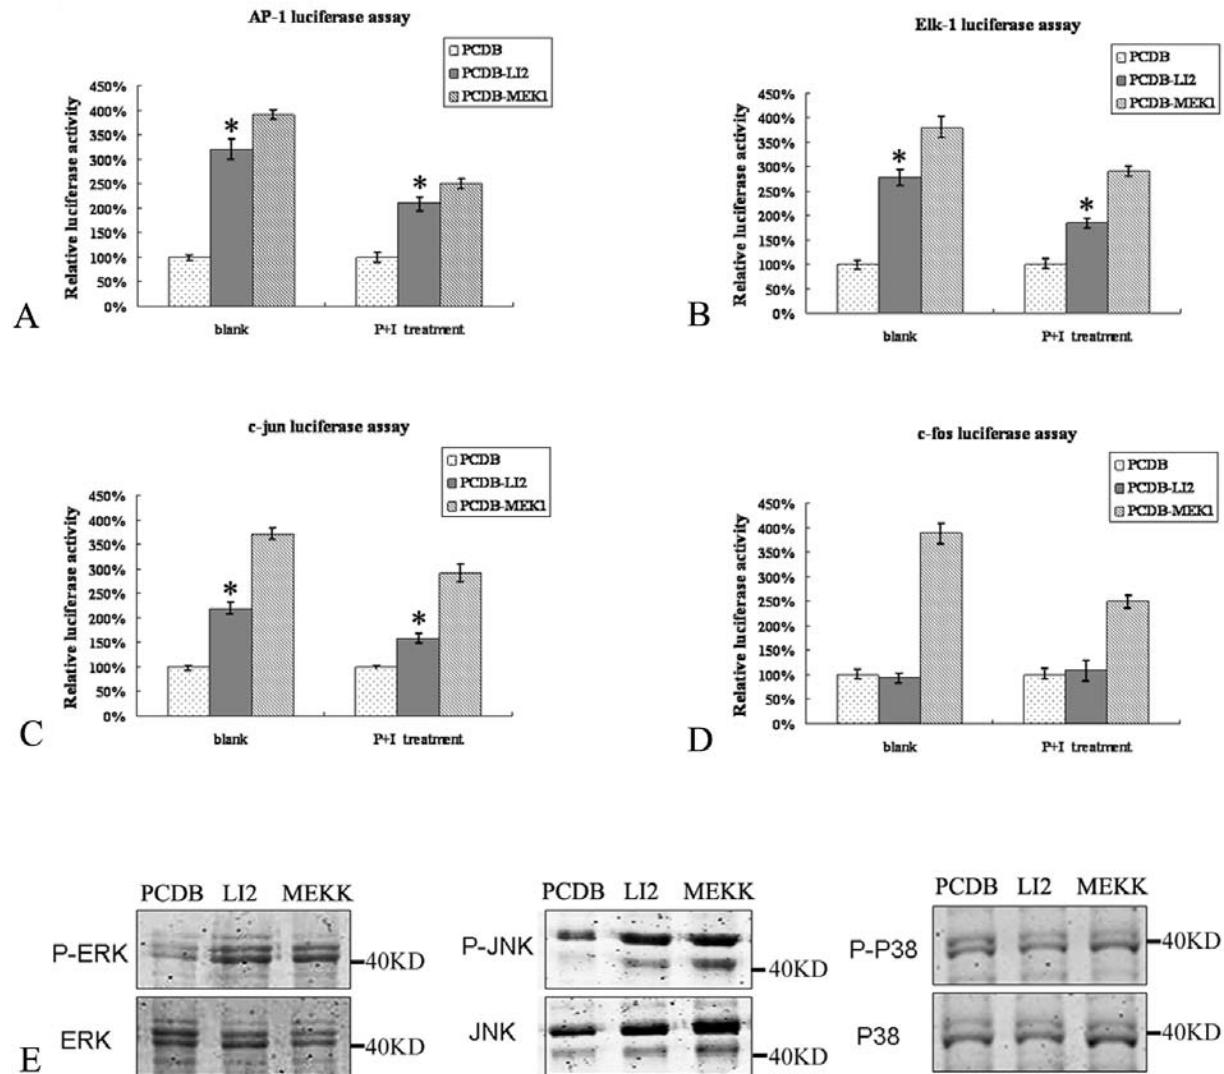 AP-1 luciferase assay
PCDB
PCDB-LI2
PCDB-MEK1
Relative luciferase activity
450%
400%
350%
300%
250%
200%
150%
100%
50%
0%
* *
blank P+I treatment
A
Elk-1 luciferase assay
PCDB
PCDB-LI2
PCDB-MEK1
Relative luciferase activity
450%
400%
350%
300%
250%
200%
150%
100%
50%
0%
* *
blank P+I treatment
B
c-jun luciferase assay
PCDB
PCDB-LI2
PCDB-MEK1
Relative luciferase activity
450%
400%
350%
300%
250%
200%
150%
100%
50%
0%
* *
blank P+I treatment
C
c-fos luciferase assay
PCDB
PCDB-LI2
PCDB-MEK1
Relative luciferase activity
450%
400%
350%
300%
250%
200%
150%
100%
50%
0%
blank P+I treatment
D
PCDB LI2 MEKK
P-ERK 40KD
ERK 40KD
PCDB LI2 MEKK
P-JNK 40KD
JNK 40KD
PCDB LI2 MEKK
P-P38 40KD
P38 40KD
E